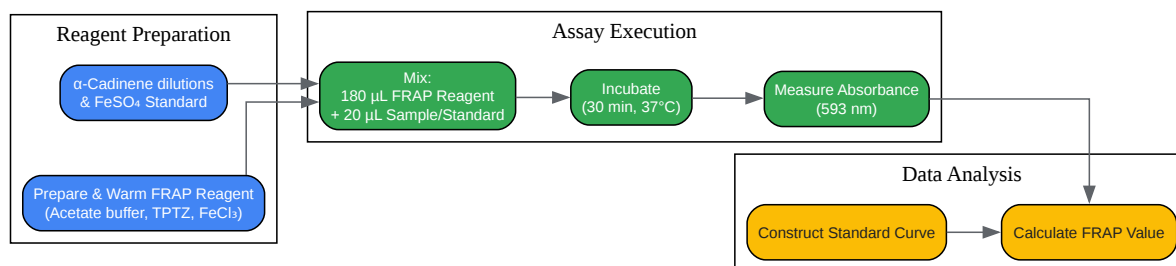 Reagent Preparation
α-Cadinene dilutions
& FeSO₄ Standard
Prepare & Warm FRAP Reagent
(Acetate buffer, TPTZ, FeCl₃)
Assay Execution
Mix:
180 µL FRAP Reagent
+ 20 µL Sample/Standard
Incubate
(30 min, 37°C)
Measure Absorbance
(593 nm)
Data Analysis
Construct Standard Curve
Calculate FRAP Value